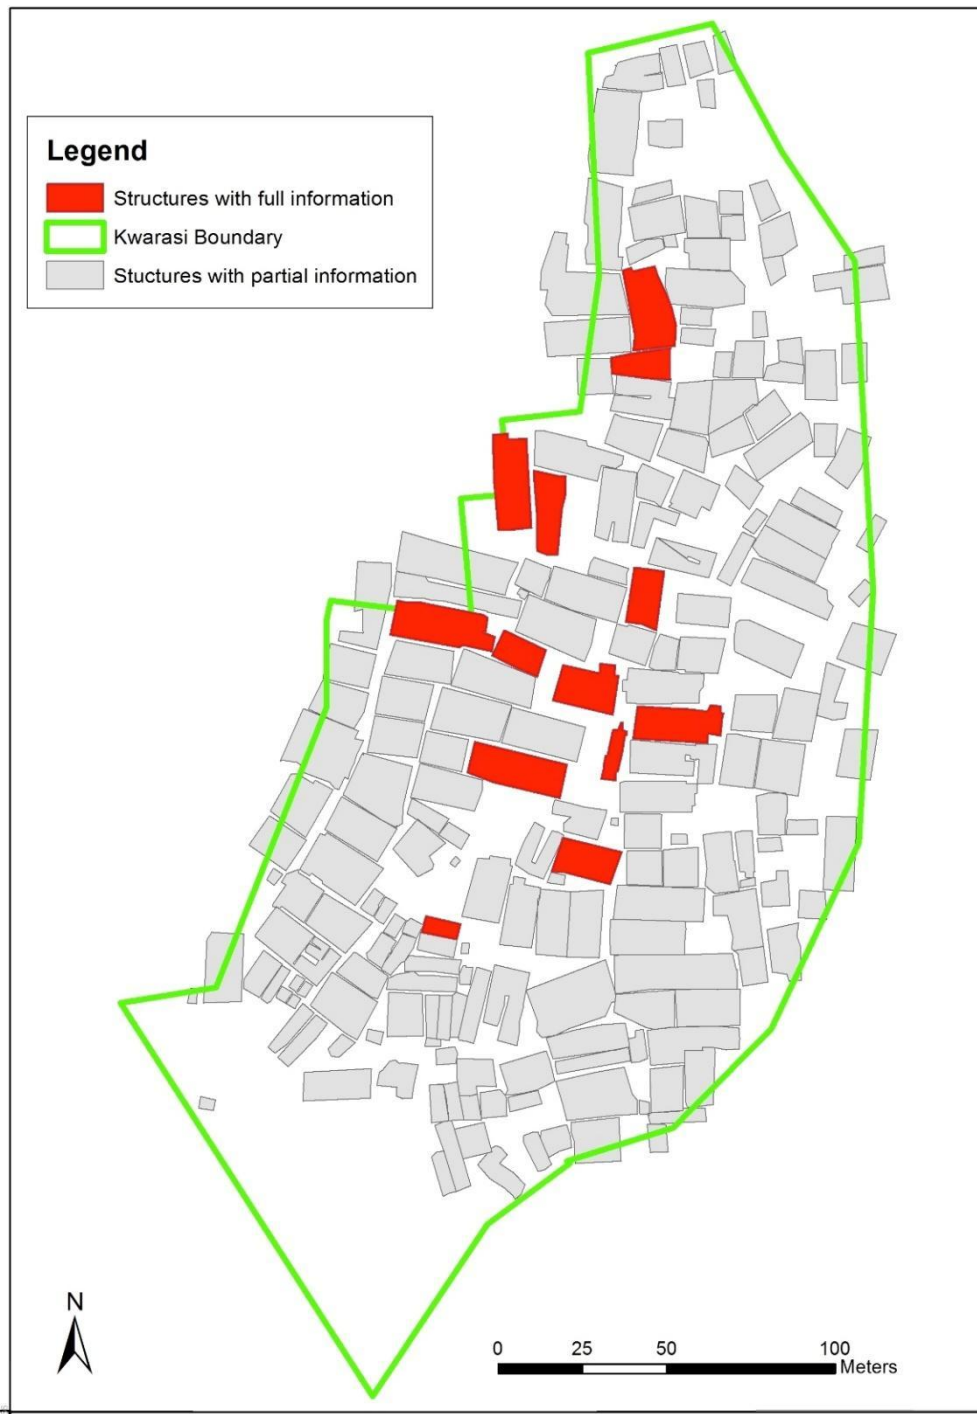 Legend
Structures with full information
Kwarasi Boundary
Stuctures with partial information
N
0 25 50 100
Meters